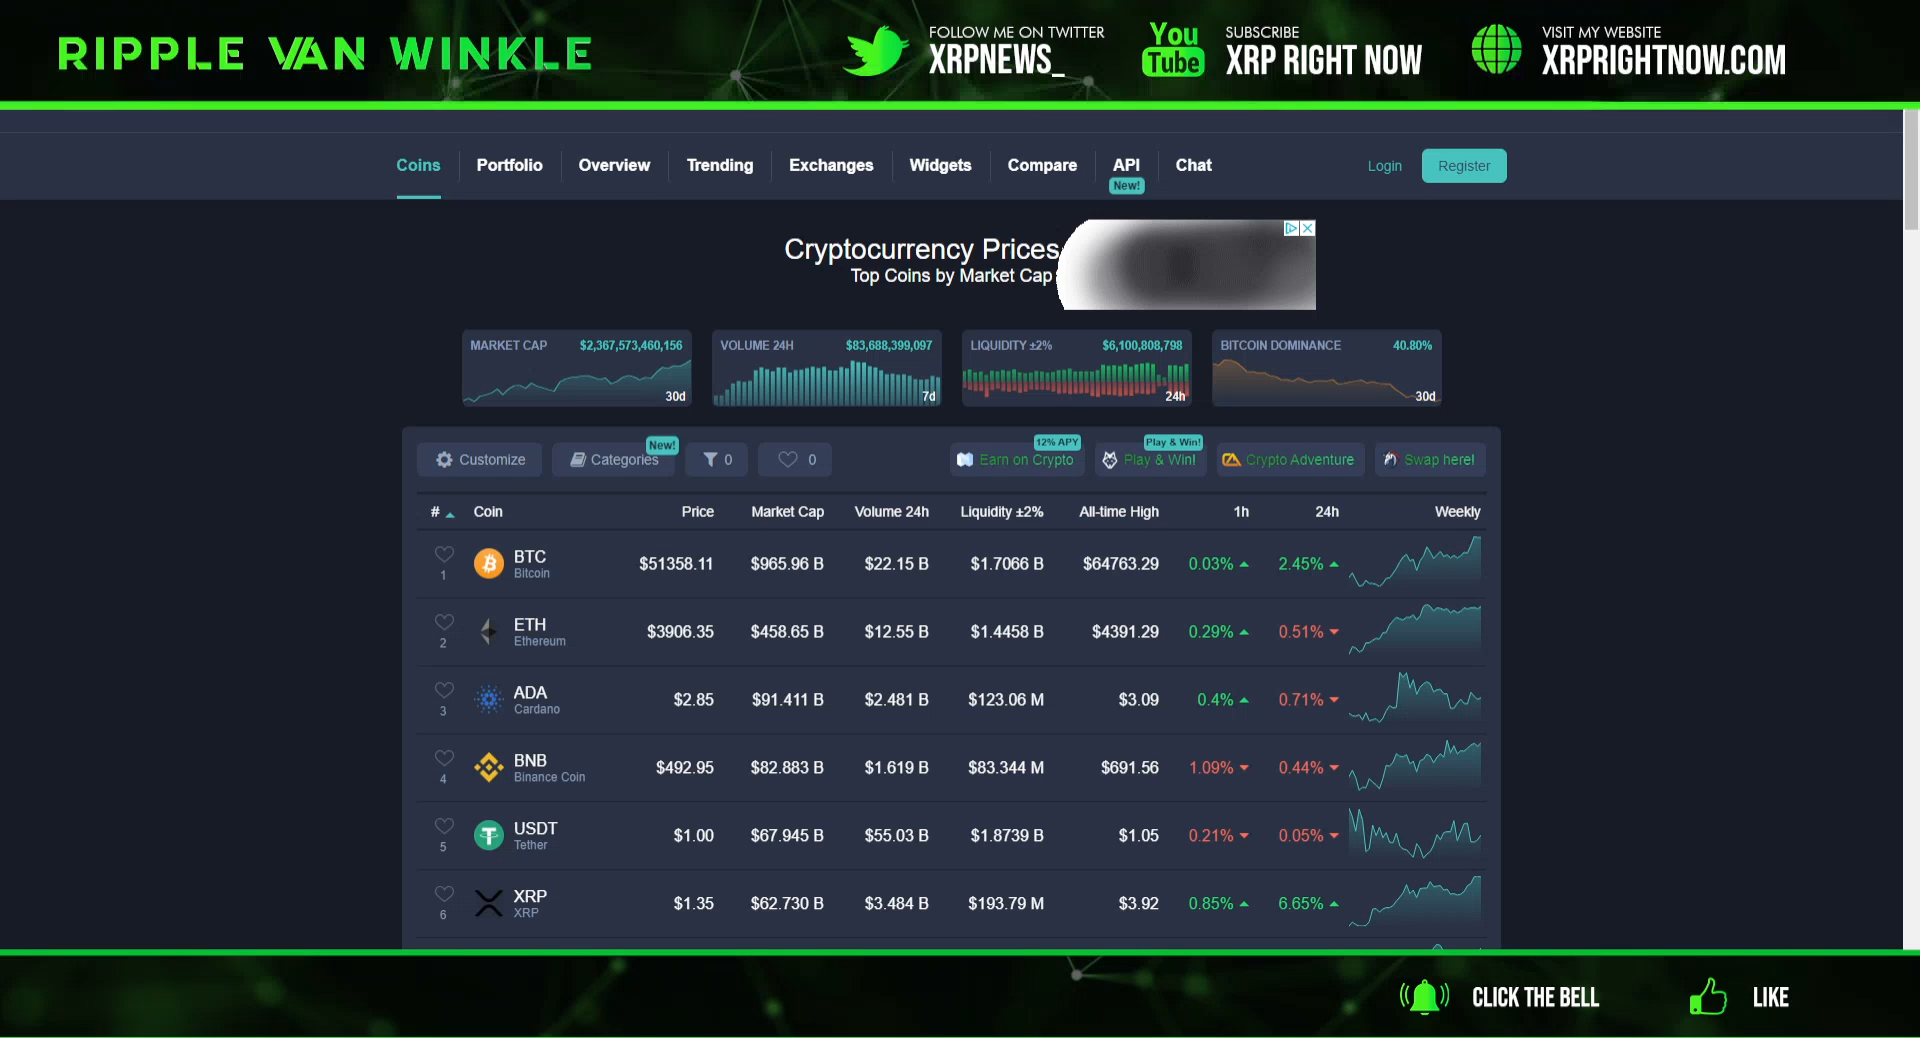 RIPPLE VAN WINKLE
FOLLOW ME ON TWITTER
XRPNEWS_
You
Tube
SUBSCRIBE
XRP RIGHT NOW
VISIT MY WEBSITE
XRPRIGHTNOW.COM
Coins Portfolio Overview Trending Exchanges Widgets Compare API Chat Login Register
New!
Cryptocurrency Prices
Top Coins by Market Cap
MARKET CAP $2,367,573,460,156
30d
VOLUME 24H $83,688,399,097
7d
LIQUIDITY ±2% $6,100,808,798
24h
BITCOIN DOMINANCE 40.80%
30d
New! 12% APY Play & Win!
Customize Categories 0 0 Earn on Crypto Play & Win! Crypto Adventure Swap here!
# Coin Price Market Cap Volume 24h Liquidity ±2% All-time High 1h 24h Weekly
BTC
1 Bitcoin $51358.11 $965.96 B $22.15 B $1.7066 B $64763.29 0.03% 2.45%
ETH
2 Ethereum $3906.35 $458.65 B $12.55 B $1.4458 B $4391.29 0.29% 0.51%
ADA
3 Cardano $2.85 $91.411 B $2.481 B $123.06 M $3.09 0.4% 0.71%
BNB
4 Binance Coin $492.95 $82.883 B $1.619 B $83.344 M $691.56 1.09% 0.44%
USDT
5 Tether $1.00 $67.945 B $55.03 B $1.8739 B $1.05 0.21% 0.05%
XRP
6 XRP $1.35 $62.730 B $3.484 B $193.79 M $3.92 0.85% 6.65%
CLICK THE BELL
LIKE